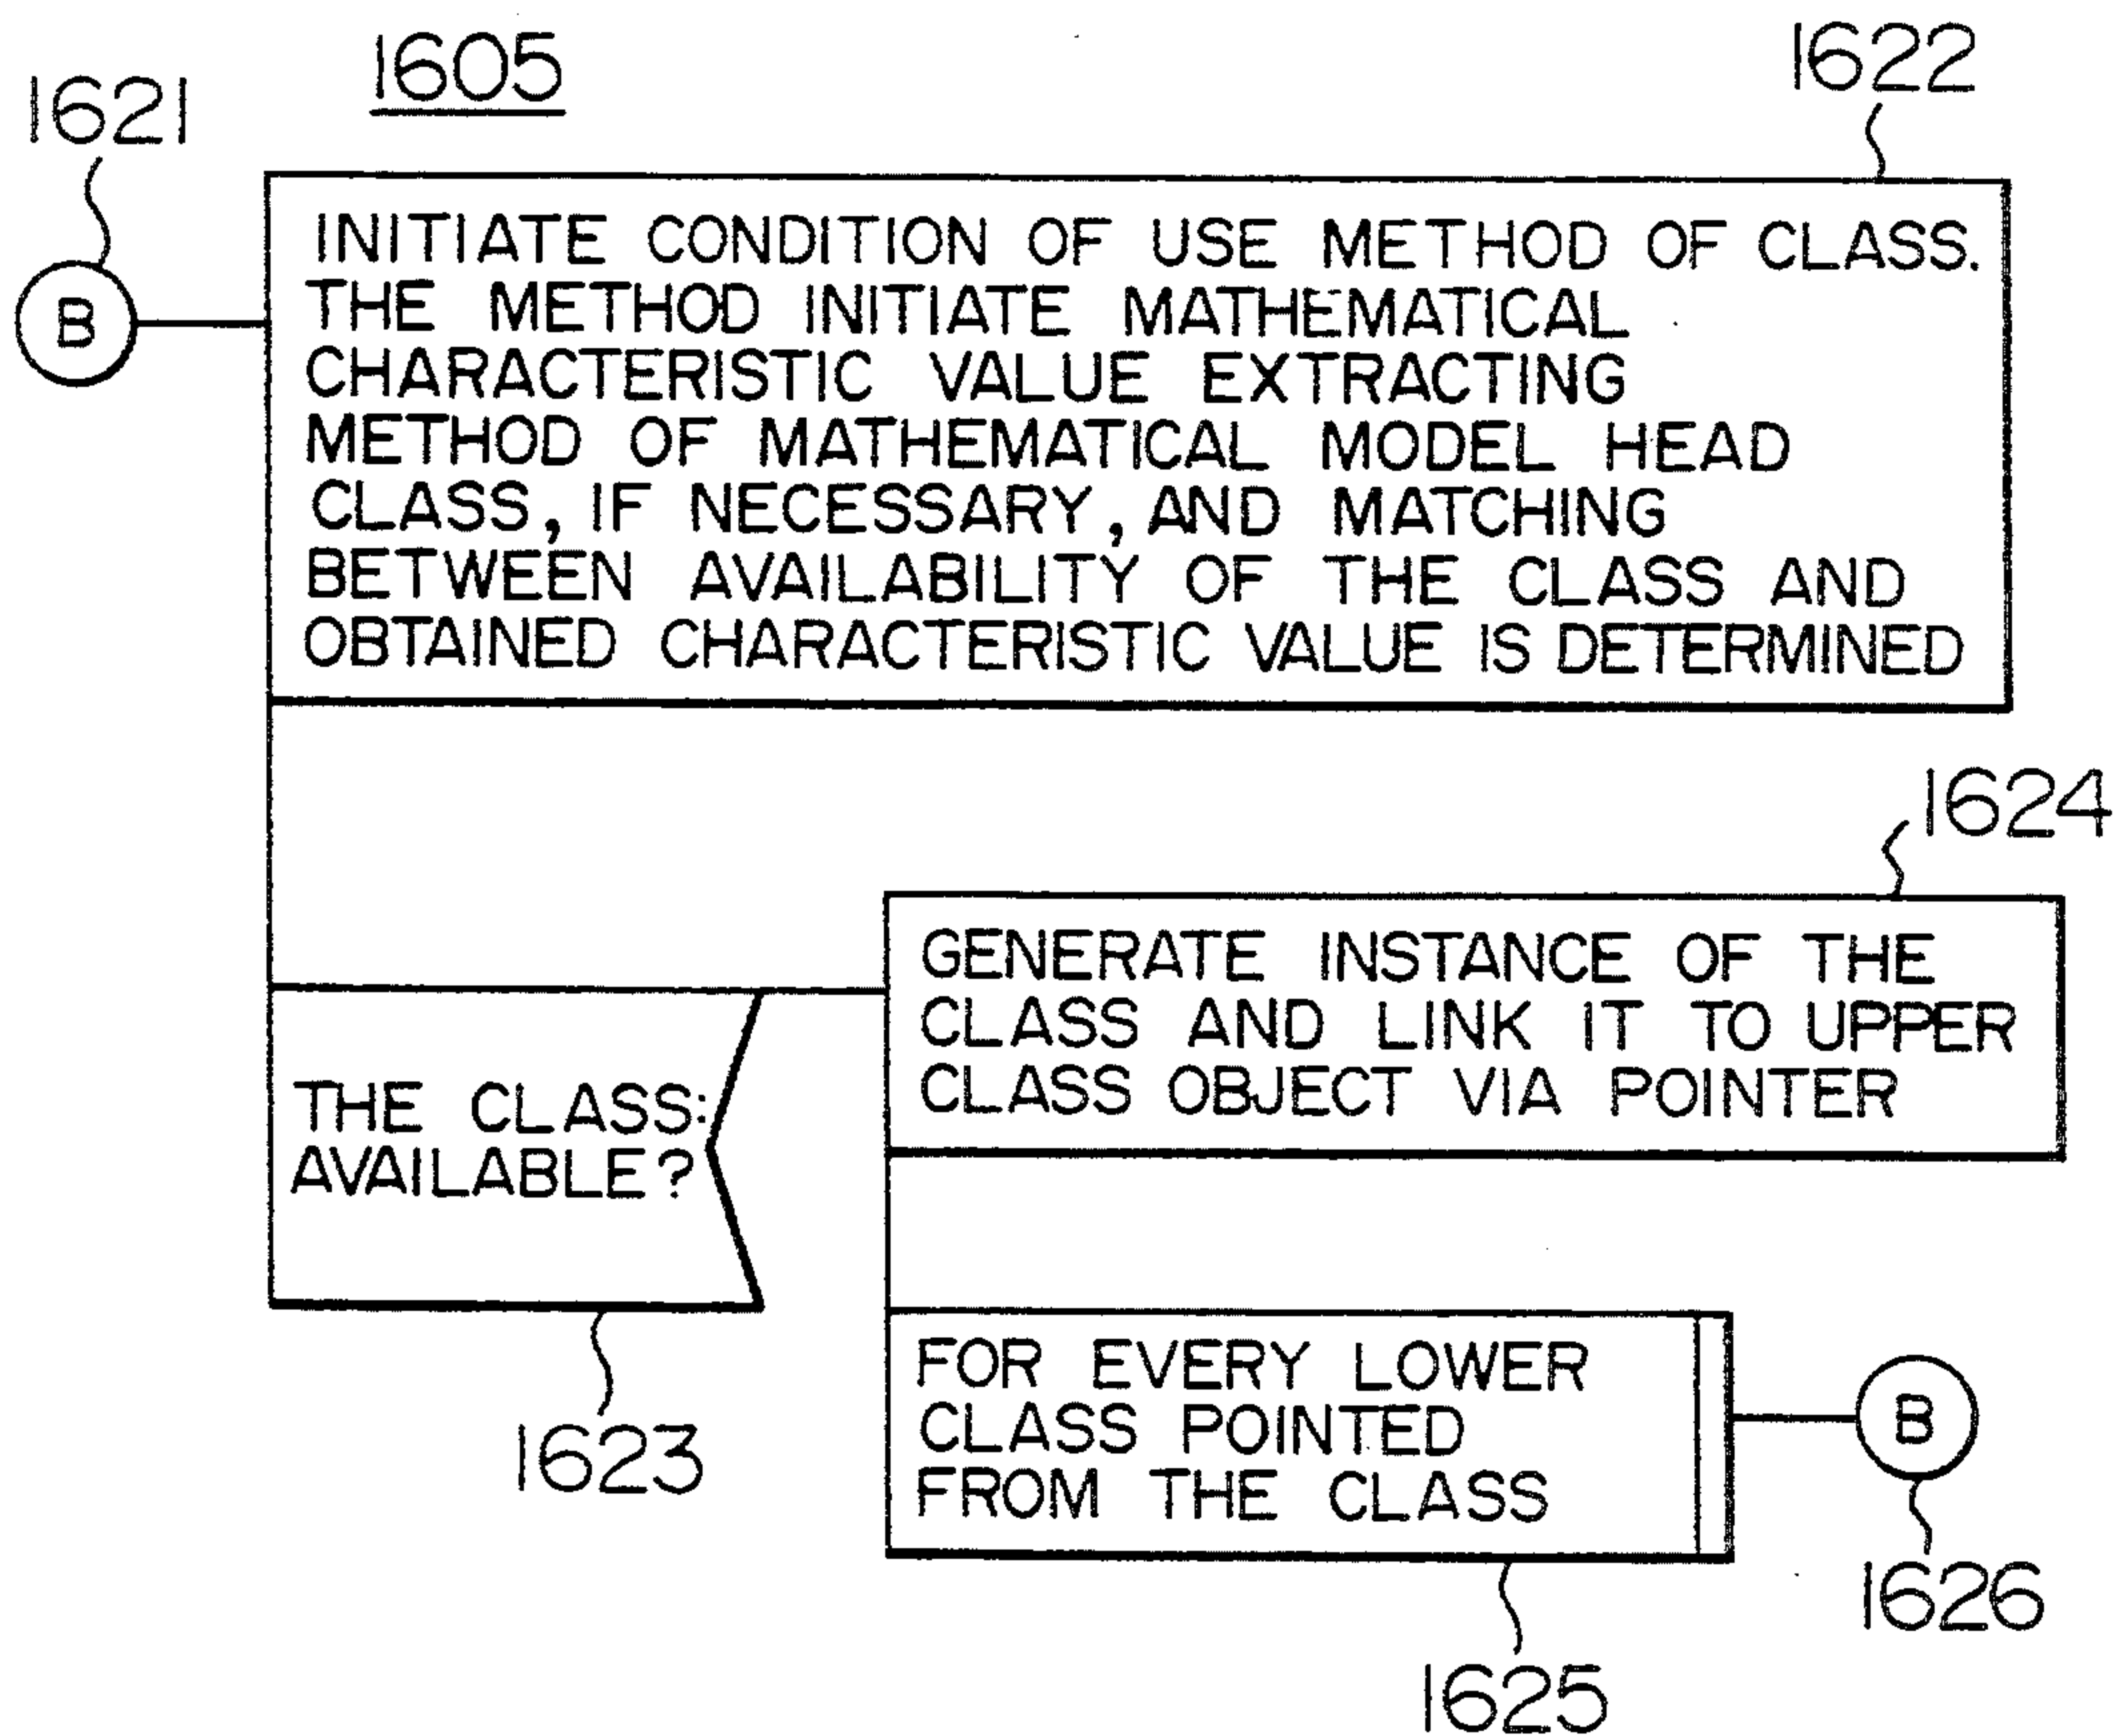 1605
1622
1621
B
INITIATE CONDITION OF USE METHOD OF CLASS.
THE METHOD INITIATE MATHEMATICAL
CHARACTERISTIC VALUE EXTRACTING
METHOD OF MATHEMATICAL MODEL HEAD
CLASS, IF NECESSARY, AND MATCHING
BETWEEN AVAILABILITY OF THE CLASS AND
OBTAINED CHARACTERISTIC VALUE IS DETERMINED
1624
GENERATE INSTANCE OF THE
CLASS AND LINK IT TO UPPER
CLASS OBJECT VIA POINTER
THE CLASS:
AVAILABLE?
1623
FOR EVERY LOWER
CLASS POINTED
FROM THE CLASS
B
1626
1625